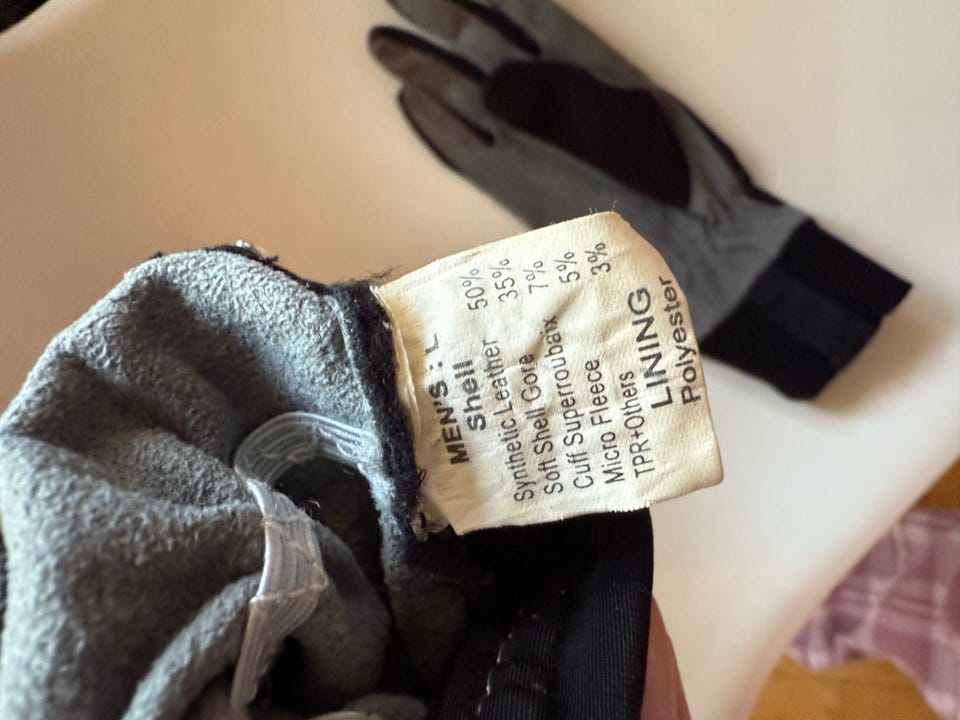 MEN'S : L
Shell
Synthetic Leather 50%
Soft Shell Gore 35%
Cuff Superroubaix 7%
Micro Fleece 5%
TPR+Others 3%
LINING
Polyester